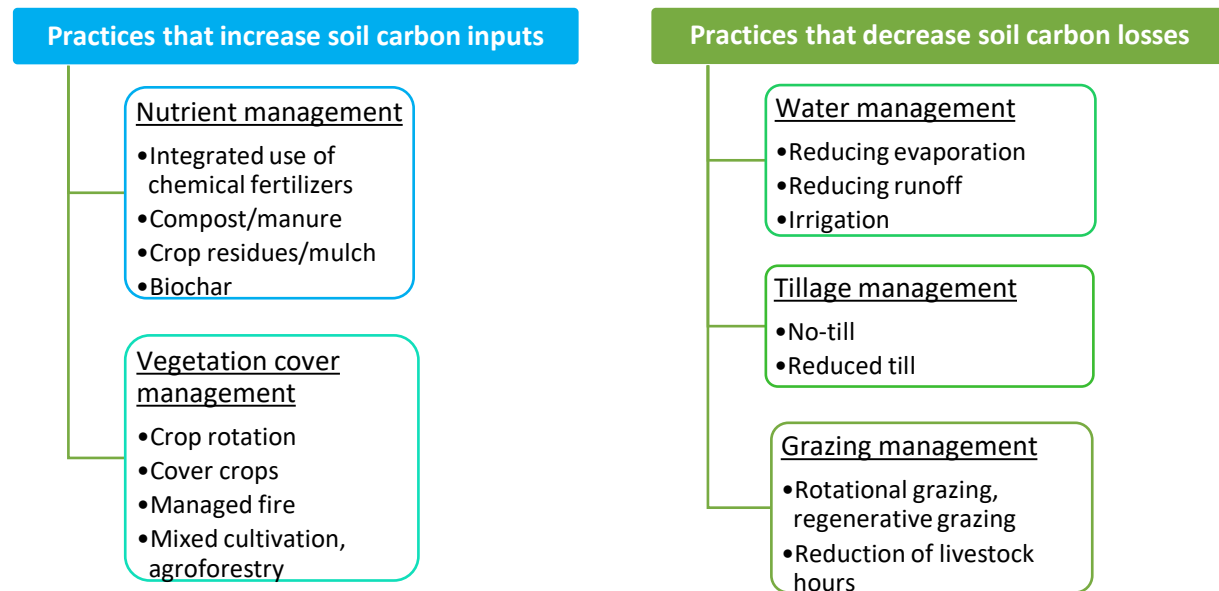 Practices that increase soil carbon inputs
Nutrient management
•Integrated use of
chemical fertilizers
•Compost/manure
•Crop residues/mulch
•Biochar
Vegetation cover
management
•Crop rotation
•Cover crops
•Managed fire
•Mixed cultivation,
agroforestry
Practices that decrease soil carbon losses
Water management
•Reducing evaporation
•Reducing runoff
•Irrigation
Tillage management
•No-till
•Reduced till
Grazing management
•Rotational grazing,
regenerative grazing
•Reduction of livestock
hours